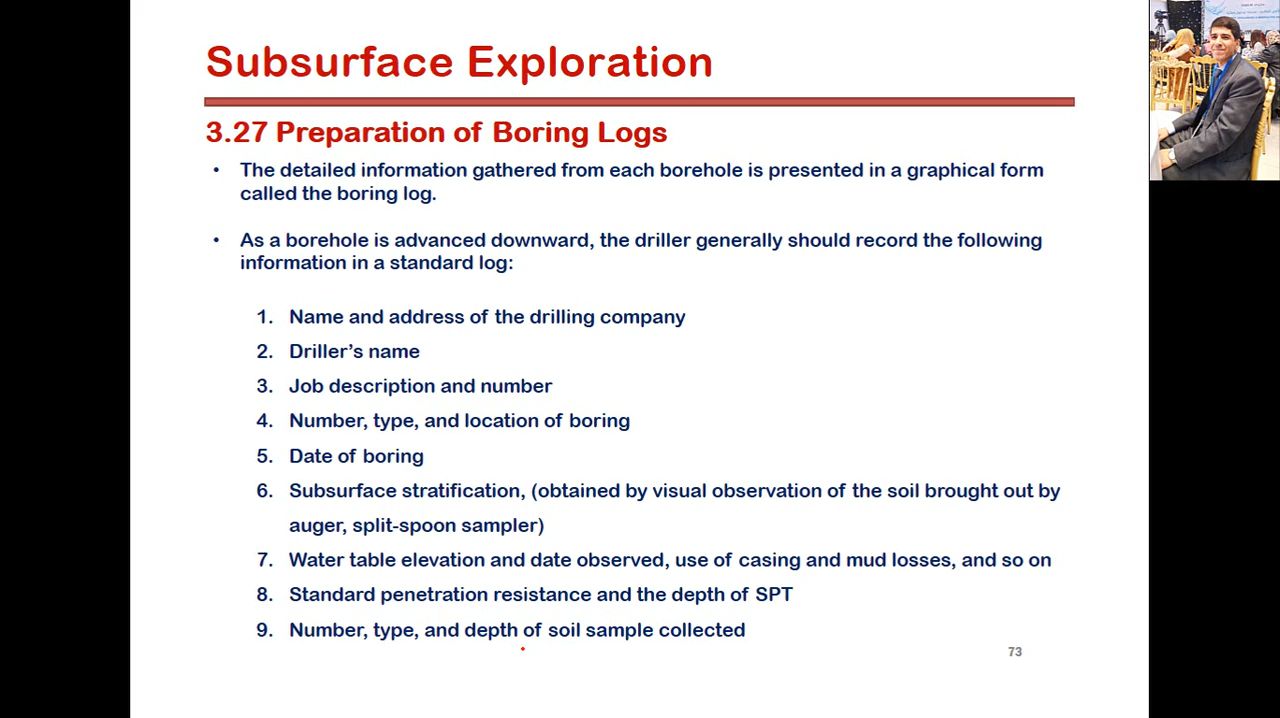 Subsurface Exploration
3.27 Preparation of Boring Logs
• The detailed information gathered from each borehole is presented in a graphical form
called the boring log.
• As a borehole is advanced downward, the driller generally should record the following
information in a standard log:
1. Name and address of the drilling company
2. Driller’s name
3. Job description and number
4. Number, type, and location of boring
5. Date of boring
6. Subsurface stratification, (obtained by visual observation of the soil brought out by
auger, split-spoon sampler)
7. Water table elevation and date observed, use of casing and mud losses, and so on
8. Standard penetration resistance and the depth of SPT
9. Number, type, and depth of soil sample collected
73